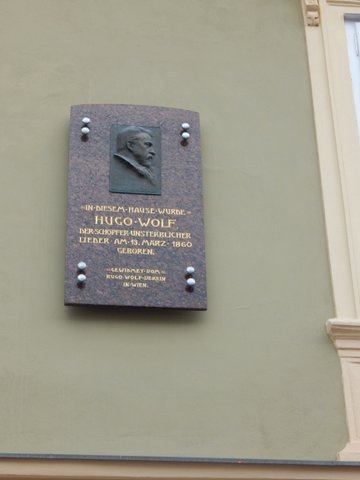 ·IN·DIESEM·HAUSE·WURDE·
HUGO·WOLF
DER·SCHÖPFER·UNSTERBLICHER
LIEDER AM·13·MÄRZ·1860
GEBOREN.
·GEWIDMET·VOM·
HUGO·WOLF·VEREIN
IN·WIEN.